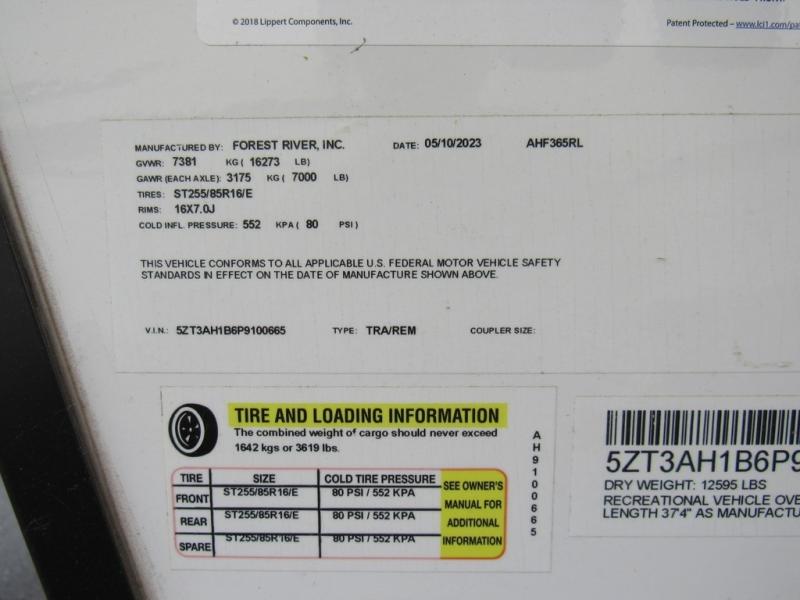 © 2018 Lippert Components, Inc.
Patent Protected – www.lci1.com/pa
MANUFACTURED BY: FOREST RIVER, INC. DATE: 05/10/2023 AHF365RL
GVWR: 7381 KG ( 16273 LB)
GAWR (EACH AXLE): 3175 KG ( 7000 LB)
TIRES: ST255/85R16/E
RIMS: 16X7.0J
COLD INFL. PRESSURE: 552 KPA ( 80 PSI )
THIS VEHICLE CONFORMS TO ALL APPLICABLE U.S. FEDERAL MOTOR VEHICLE SAFETY
STANDARDS IN EFFECT ON THE DATE OF MANUFACTURE SHOWN ABOVE.
V.I.N.: 5ZT3AH1B6P9100665 TYPE: TRA/REM COUPLER SIZE:
TIRE AND LOADING INFORMATION
The combined weight of cargo should never exceed
1642 kgs or 3619 lbs.
TIRE SIZE COLD TIRE PRESSURE
FRONT ST255/85R16/E 80 PSI / 552 KPA
REAR ST255/85R16/E 80 PSI / 552 KPA
SPARE ST255/85R16/E 80 PSI / 552 KPA
SEE OWNER'S
MANUAL FOR
ADDITIONAL
INFORMATION
AH9100665
5ZT3AH1B6P9
DRY WEIGHT: 12595 LBS
RECREATIONAL VEHICLE OVE
LENGTH 37'4" AS MANUFACTU